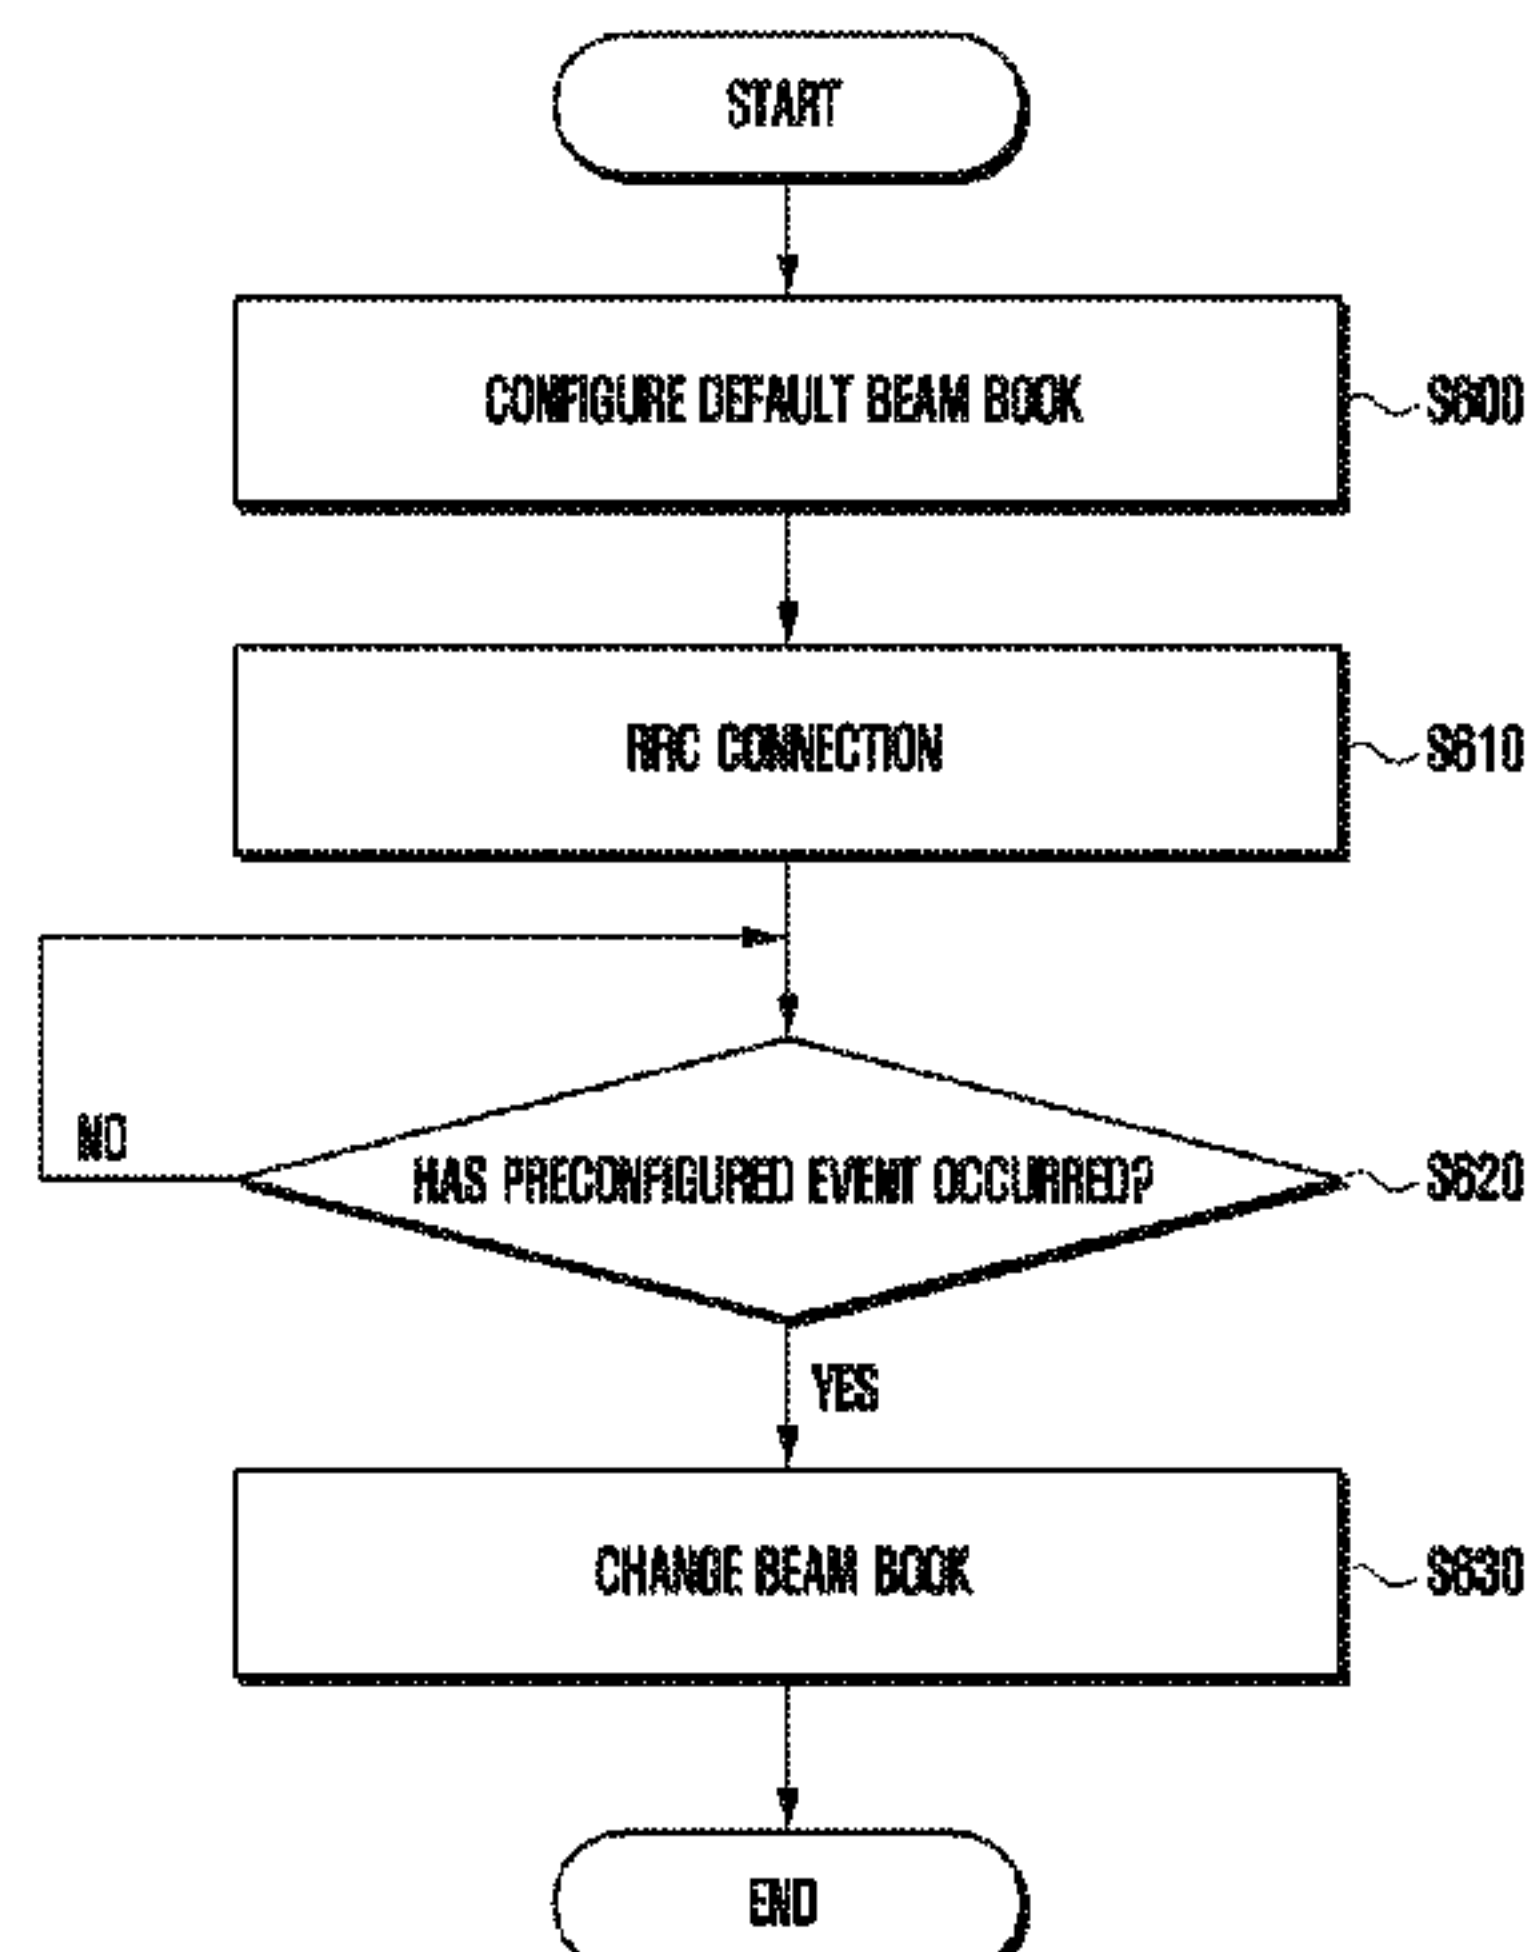 START
CONFIGURE DEFAULT BEAM BOOK
S600
RRC CONNECTION
S610
NO
HAS PRECONFIGURED EVENT OCCURRED?
S620
YES
CHANGE BEAM BOOK
S630
END